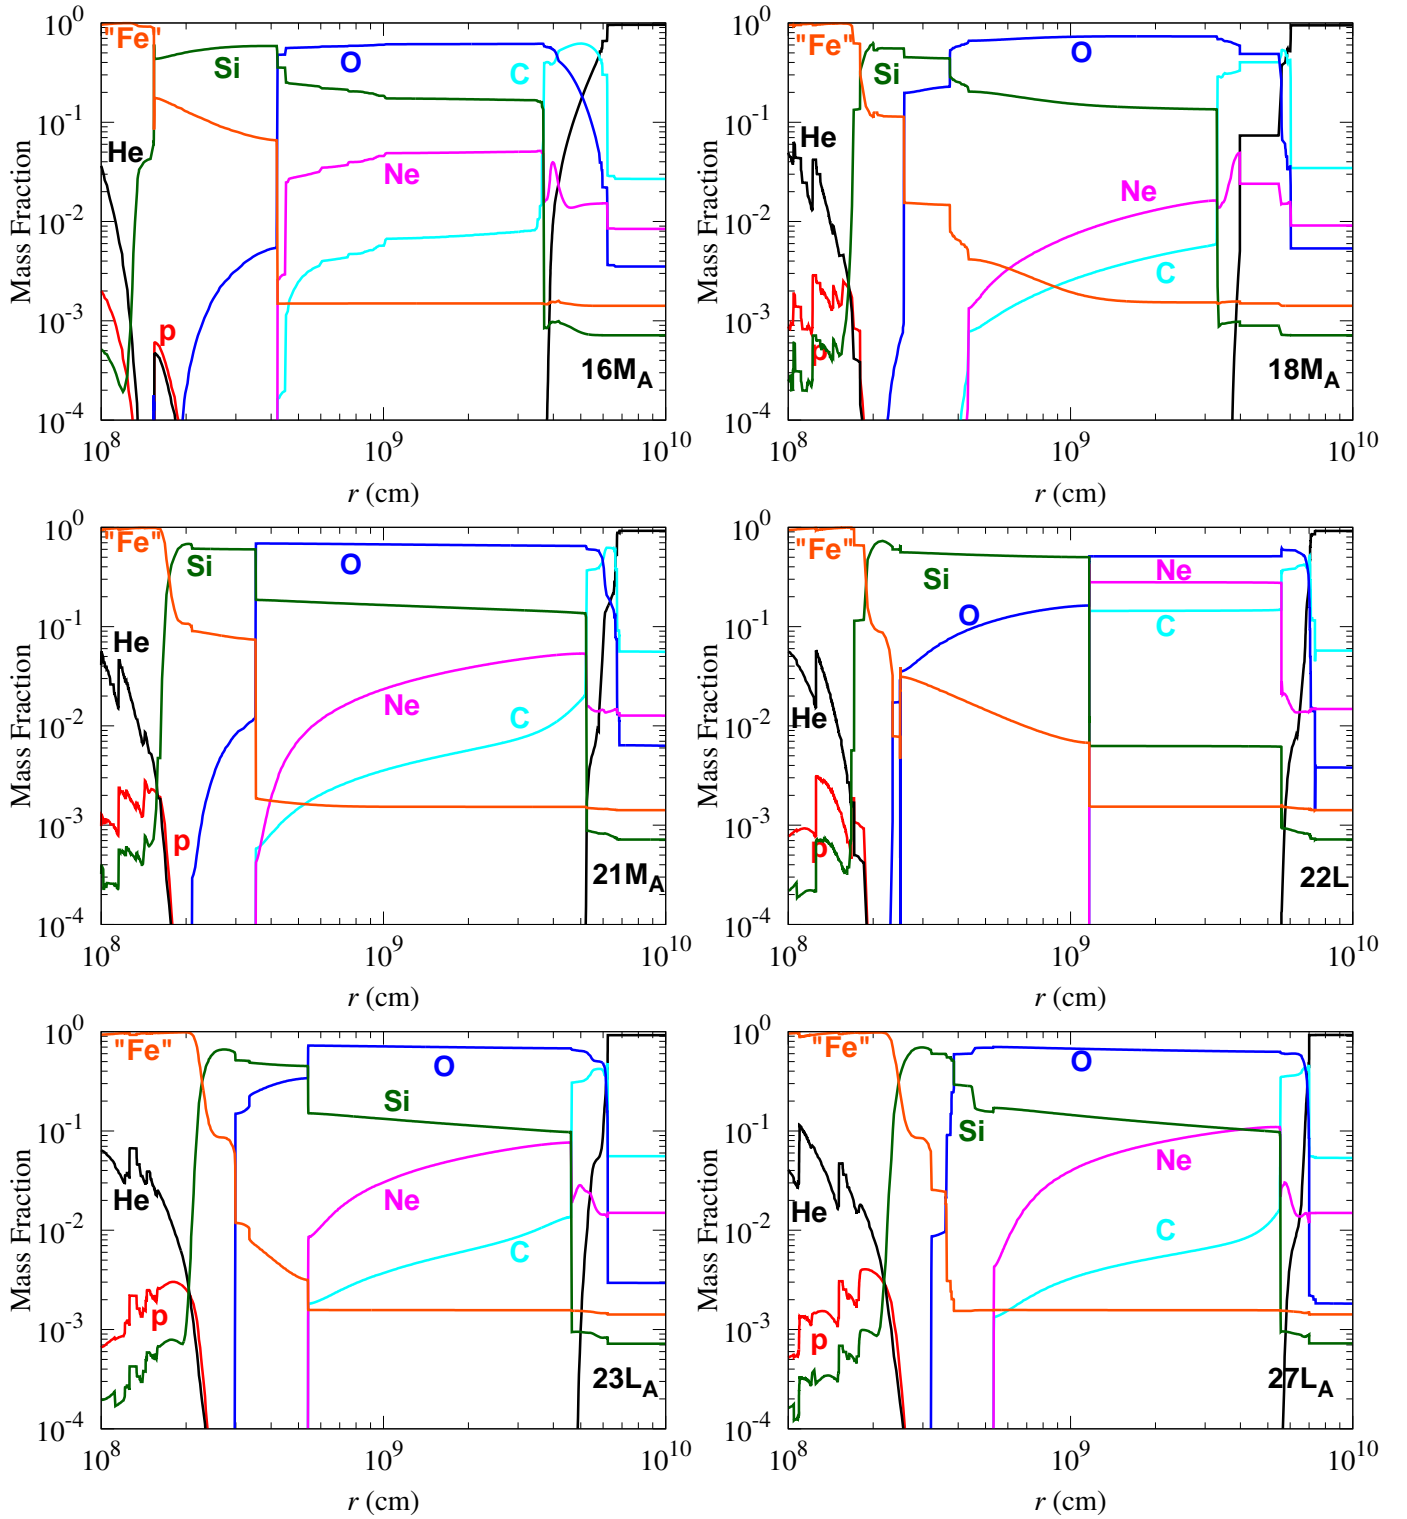 10^0
10^-1
10^-2
10^-3
10^-4
Mass Fraction
"Fe"
Si
O
C
He
Ne
p
16M_A
10^8 10^9 10^10
r (cm)
10^0
10^-1
10^-2
10^-3
10^-4
Mass Fraction
"Fe"
Si
O
He
Ne
C
p
18M_A
10^8 10^9 10^10
r (cm)
10^0
10^-1
10^-2
10^-3
10^-4
Mass Fraction
"Fe"
Si
O
He
Ne
C
p
21M_A
10^8 10^9 10^10
r (cm)
10^0
10^-1
10^-2
10^-3
10^-4
Mass Fraction
"Fe"
Si
Ne
O
C
He
p
22L
10^8 10^9 10^10
r (cm)
10^0
10^-1
10^-2
10^-3
10^-4
Mass Fraction
"Fe"
O
Si
He
Ne
C
p
23L_A
10^8 10^9 10^10
r (cm)
10^0
10^-1
10^-2
10^-3
10^-4
Mass Fraction
"Fe"
O
Si
Ne
He
C
p
27L_A
10^8 10^9 10^10
r (cm)